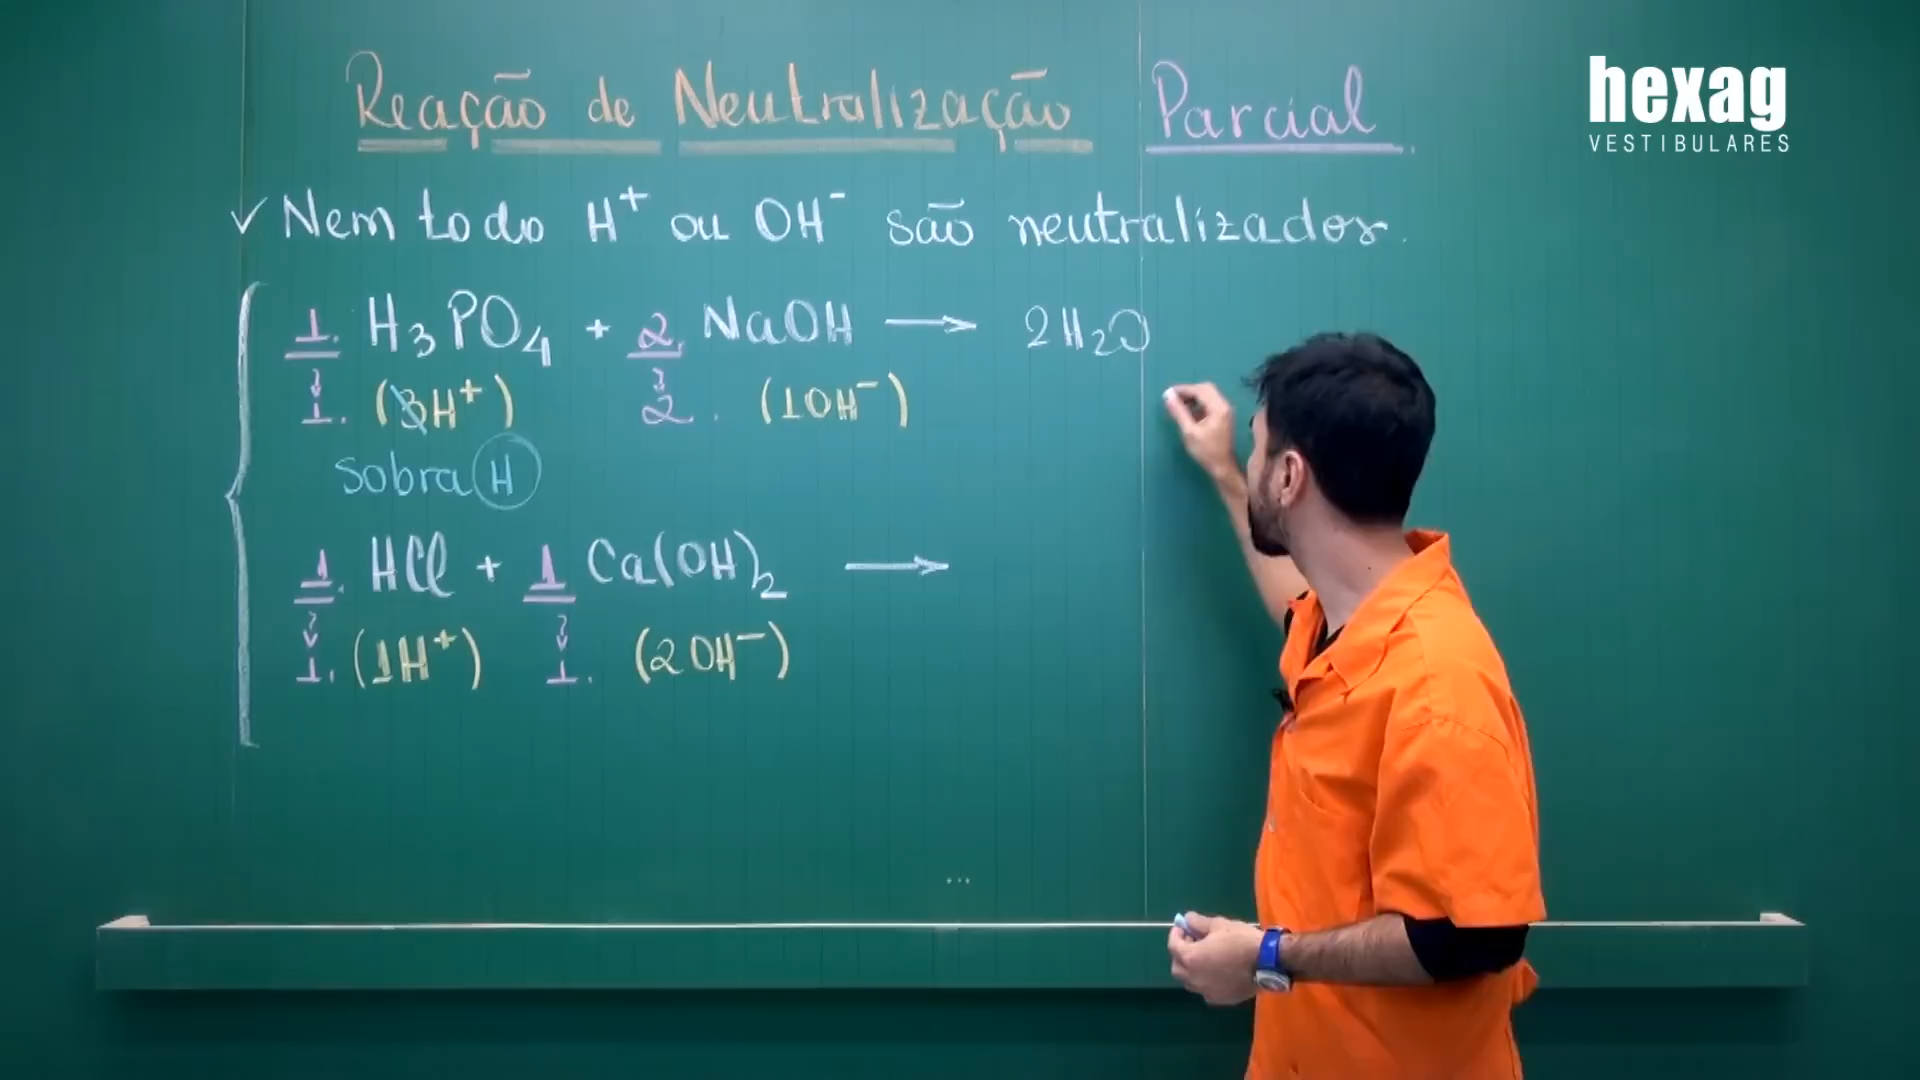 Reação de Neutralização Parcial.
hexag
VESTIBULARES
✓ Nem todo H⁺ ou OH⁻ são neutralizados.
1. H₃PO₄ + 2. NaOH → 2H₂O
1. (3H⁺) 2. (1OH⁻)
sobra H
1. HCl + 1 Ca(OH)₂ →
1. (1H⁺) 1. (2OH⁻)
...